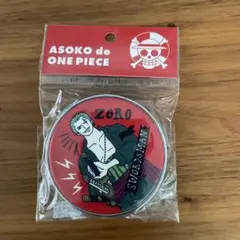 ASOKO de
ONE PIECE
ZORO
SWORDSMAN